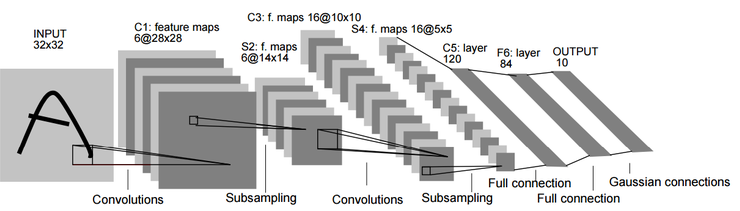 INPUT
32x32
C1: feature maps
6@28x28
S2: f. maps
6@14x14
C3: f. maps 16@10x10
S4: f. maps 16@5x5
C5: layer
120
F6: layer
84
OUTPUT
10
A
Convolutions
Subsampling
Convolutions
Subsampling
Full connection
Full connection
Gaussian connections